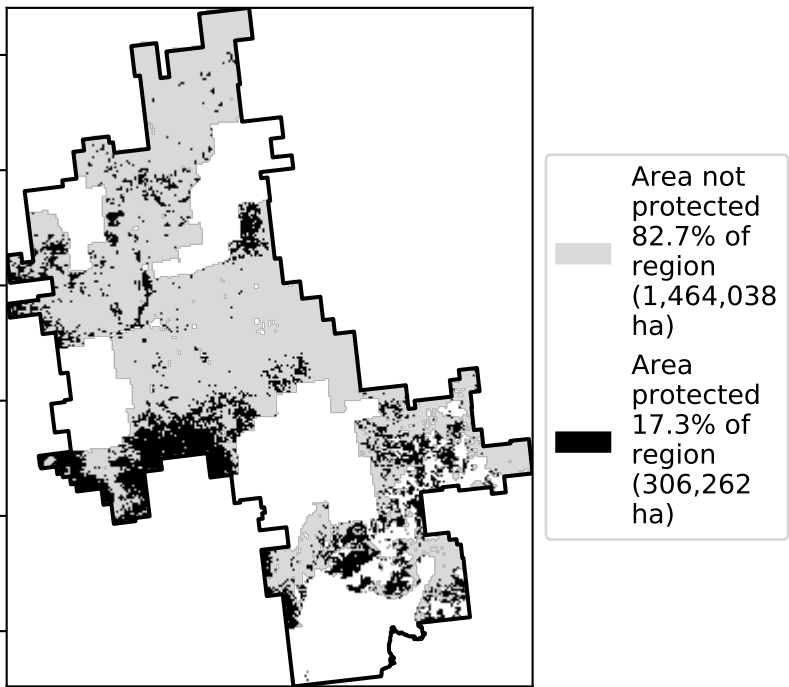 Area not
protected
82.7% of
region
(1,464,038
ha)
Area
protected
17.3% of
region
(306,262
ha)